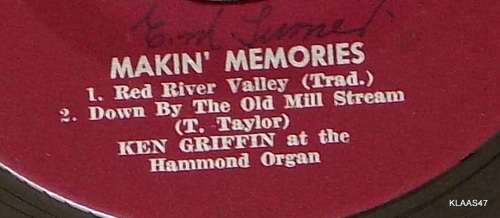 E. M. Turner
MAKIN' MEMORIES
1. Red River Valley (Trad.)
2. Down By The Old Mill Stream
(T. Taylor)
KEN GRIFFIN at the
Hammond Organ
KLAAS47